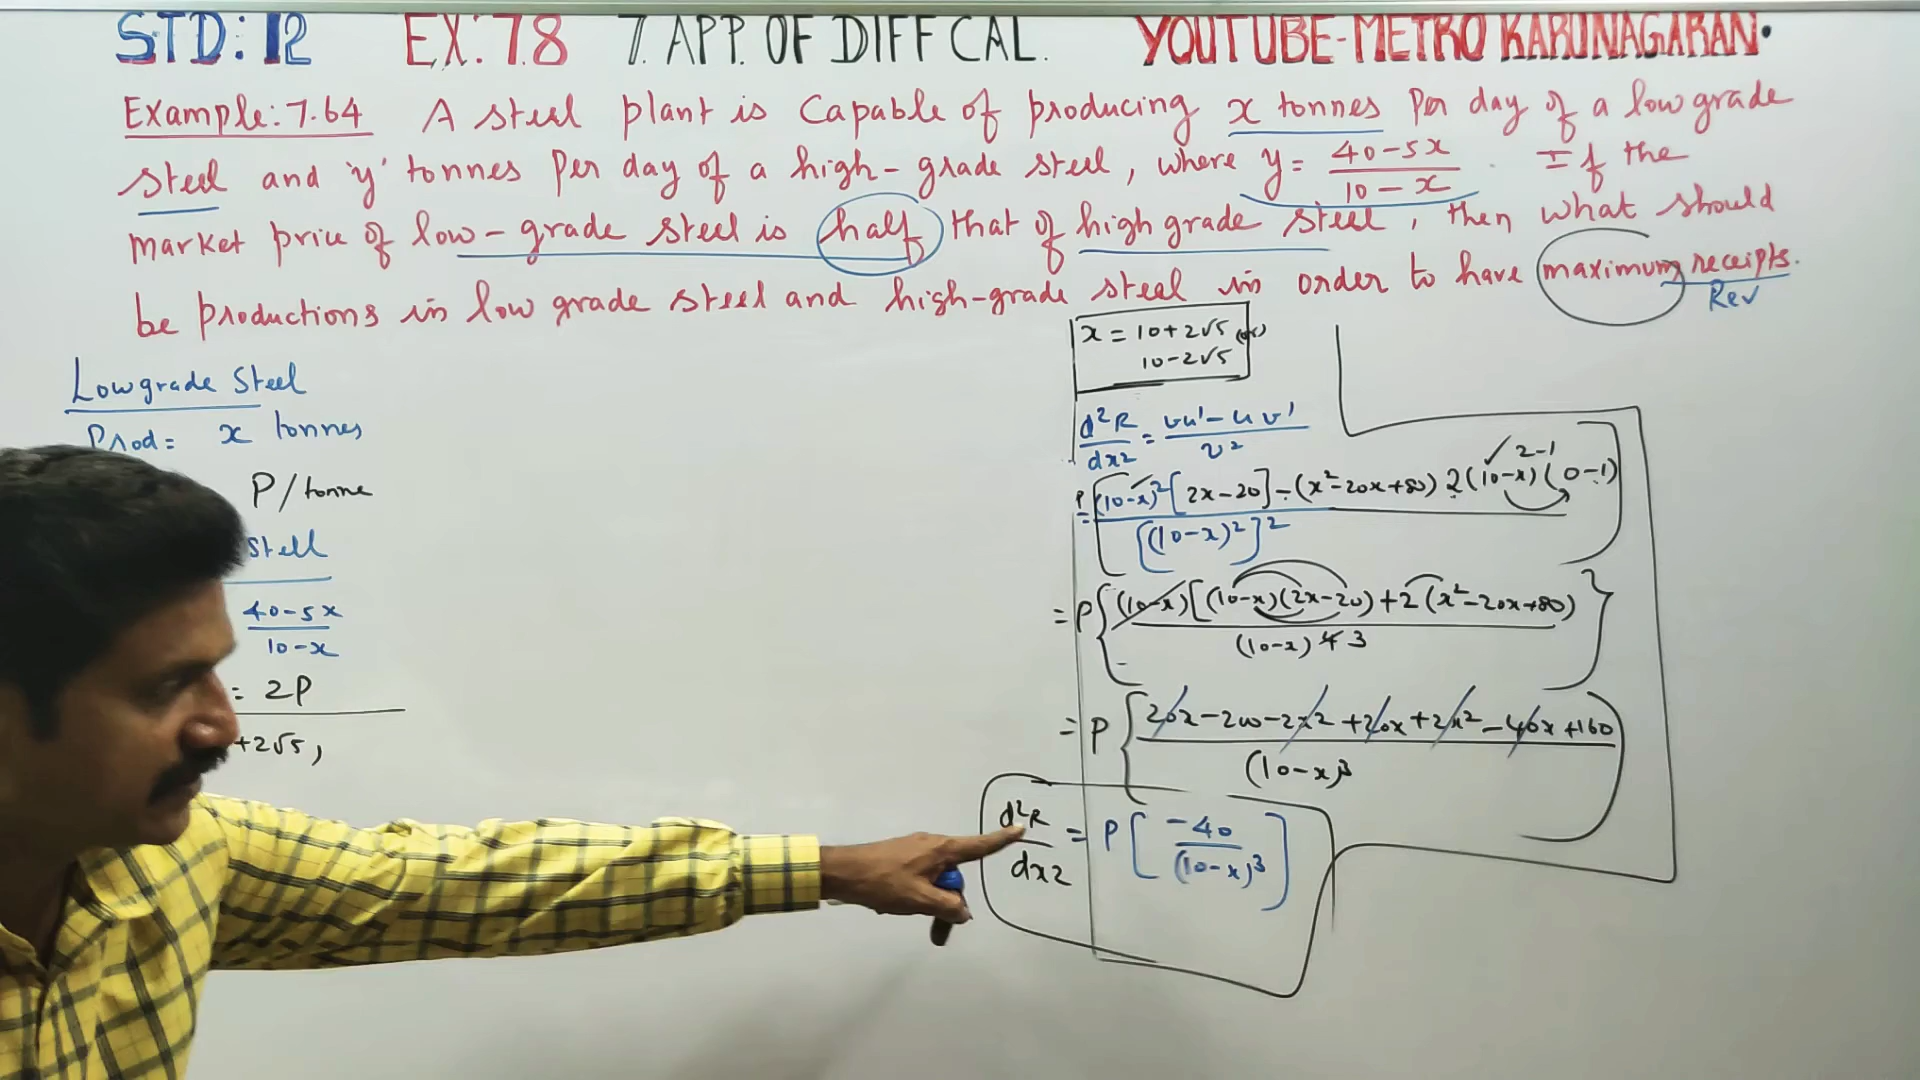 STD: 12 EX: 7.8 7. APP. OF DIFF CAL. YOUTUBE-METRO KARUNAGARAN.
Example: 7.64 A steel plant is Capable of producing x tonnes per day of a low grade
steel and 'y' tonnes per day of a high-grade steel, where y = 40-5x / 10-x . If the
market price of low-grade steel is half that of high grade steel, then what should
be productions in low grade steel and high-grade steel in order to have maximum receipts.
Rev
Lowgrade Steel
Prod = x tonnes
P/tonne
stell
40-5x / 10-x
= 2P
+2√5,
x = 10+2√5 (or)
10-2√5
d²R/dx2 = vu'-uv' / v²
= P[(10-x)²[2x-20]-(x²-20x+80) 2(10-x)(0-1) / [(10-x)²]²]
2-1
= P{(10-x)[(10-x)(2x-20)+2(x²-20x+80) / (10-x)4 3}
= P{20x-200-2x2+20x+2x²-40x+160 / (10-x)3}
d²R/dx2 = P[-40 / (10-x)3]